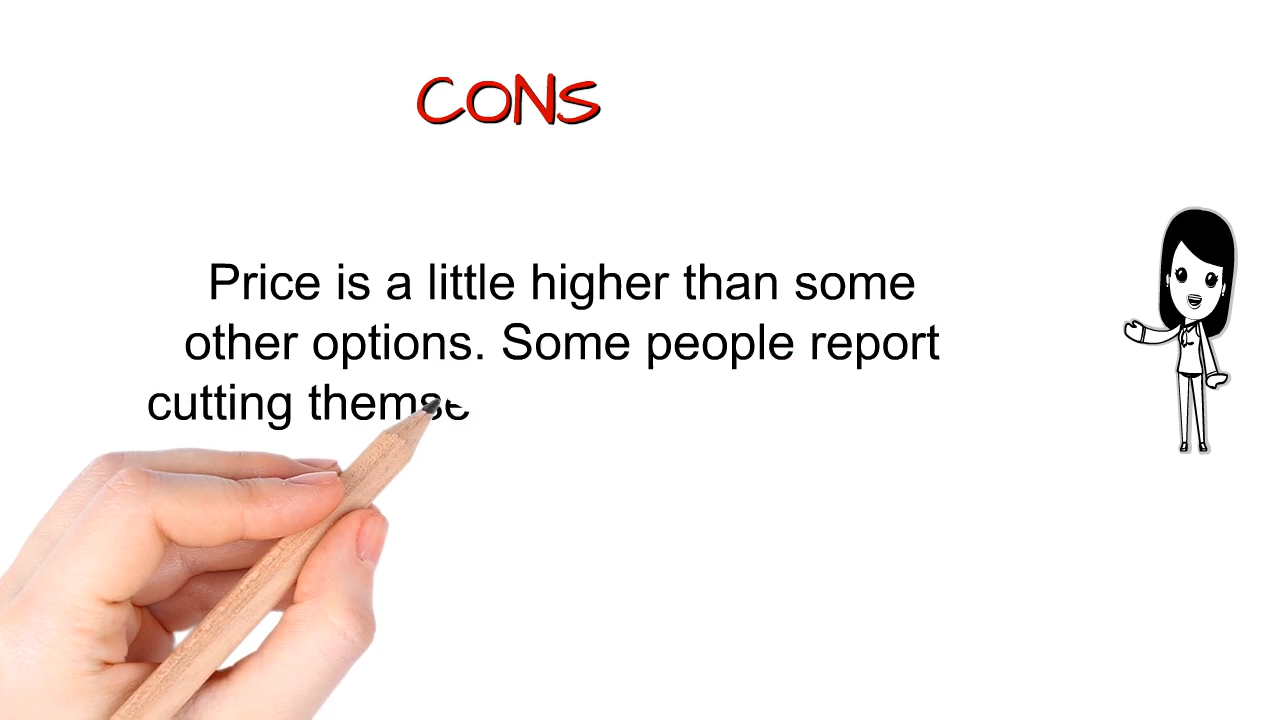 CONS
Price is a little higher than some
other options. Some people report
cutting themse